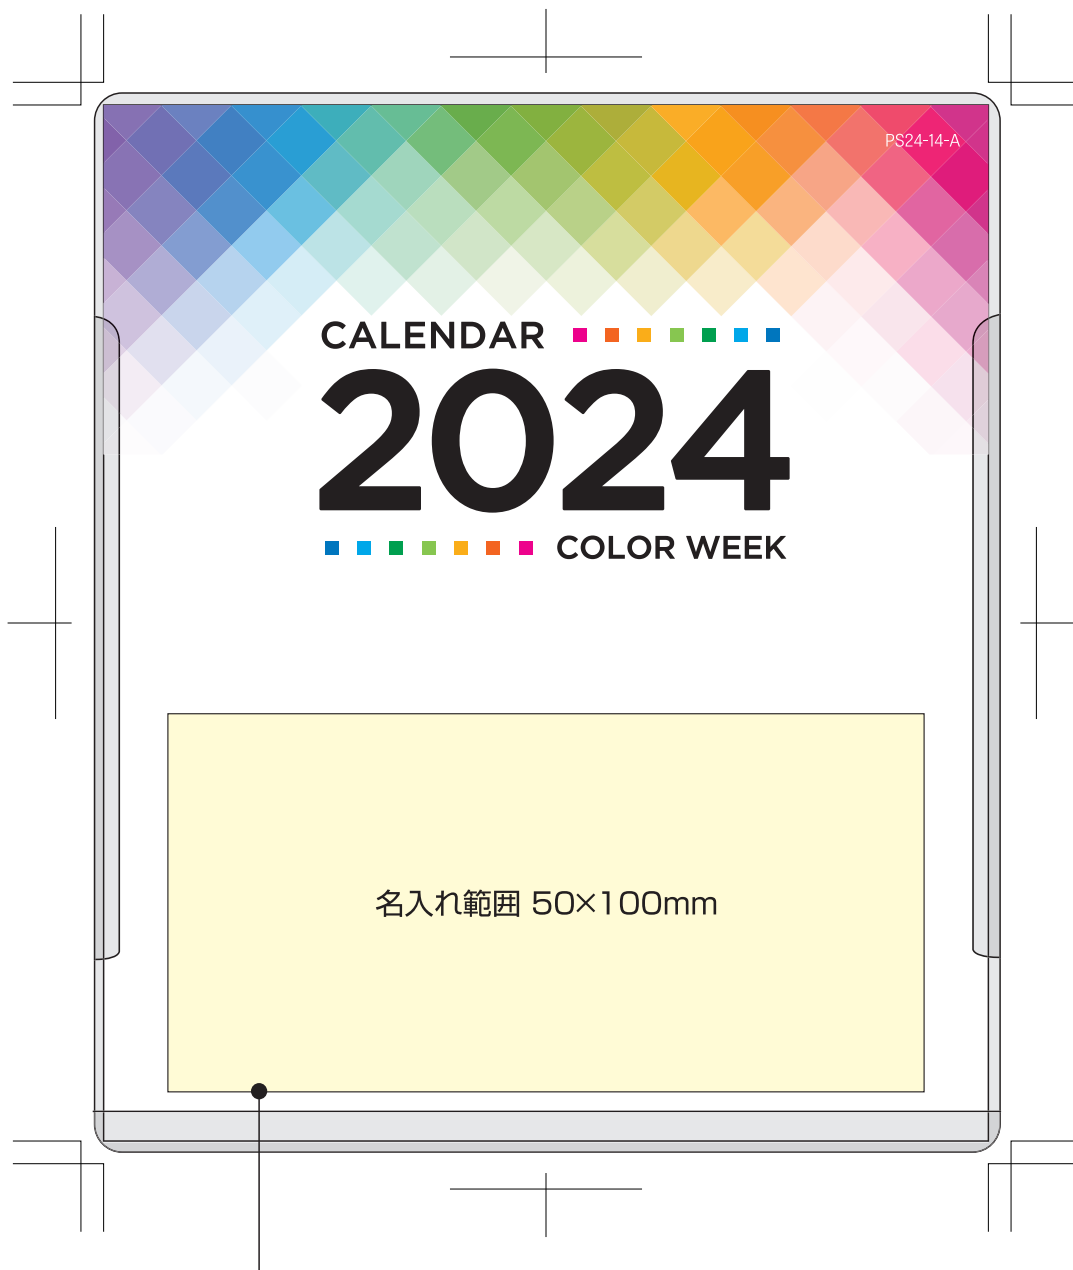 PS24-14-A
CALENDAR
2024
COLOR WEEK
名入れ範囲 50×100mm